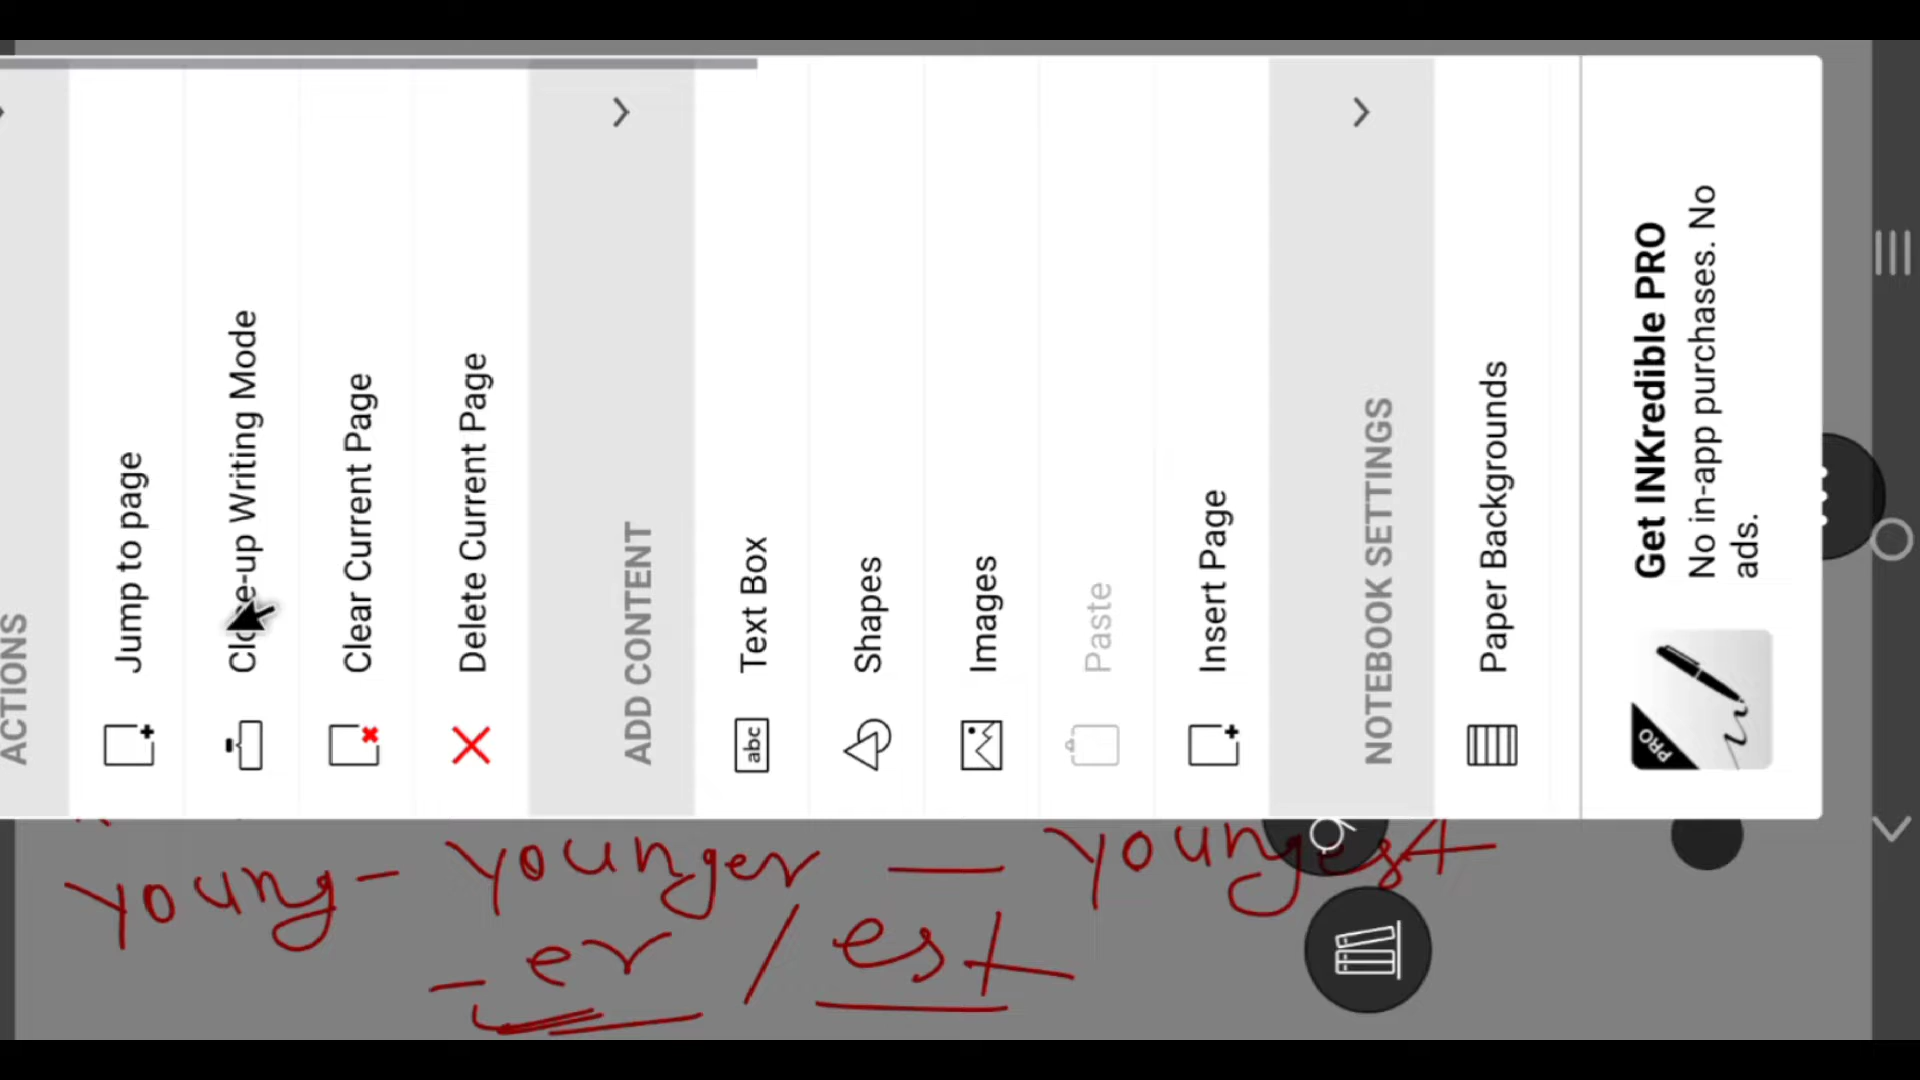 ACTIONS
Jump to page
Close-up Writing Mode
Clear Current Page
Delete Current Page
ADD CONTENT
abc Text Box
Shapes
Images
Paste
Insert Page
NOTEBOOK SETTINGS
Paper Backgrounds
Get INKredible PRO
No in-app purchases. No
ads.
PRO
young - younger — youngest
- er / est